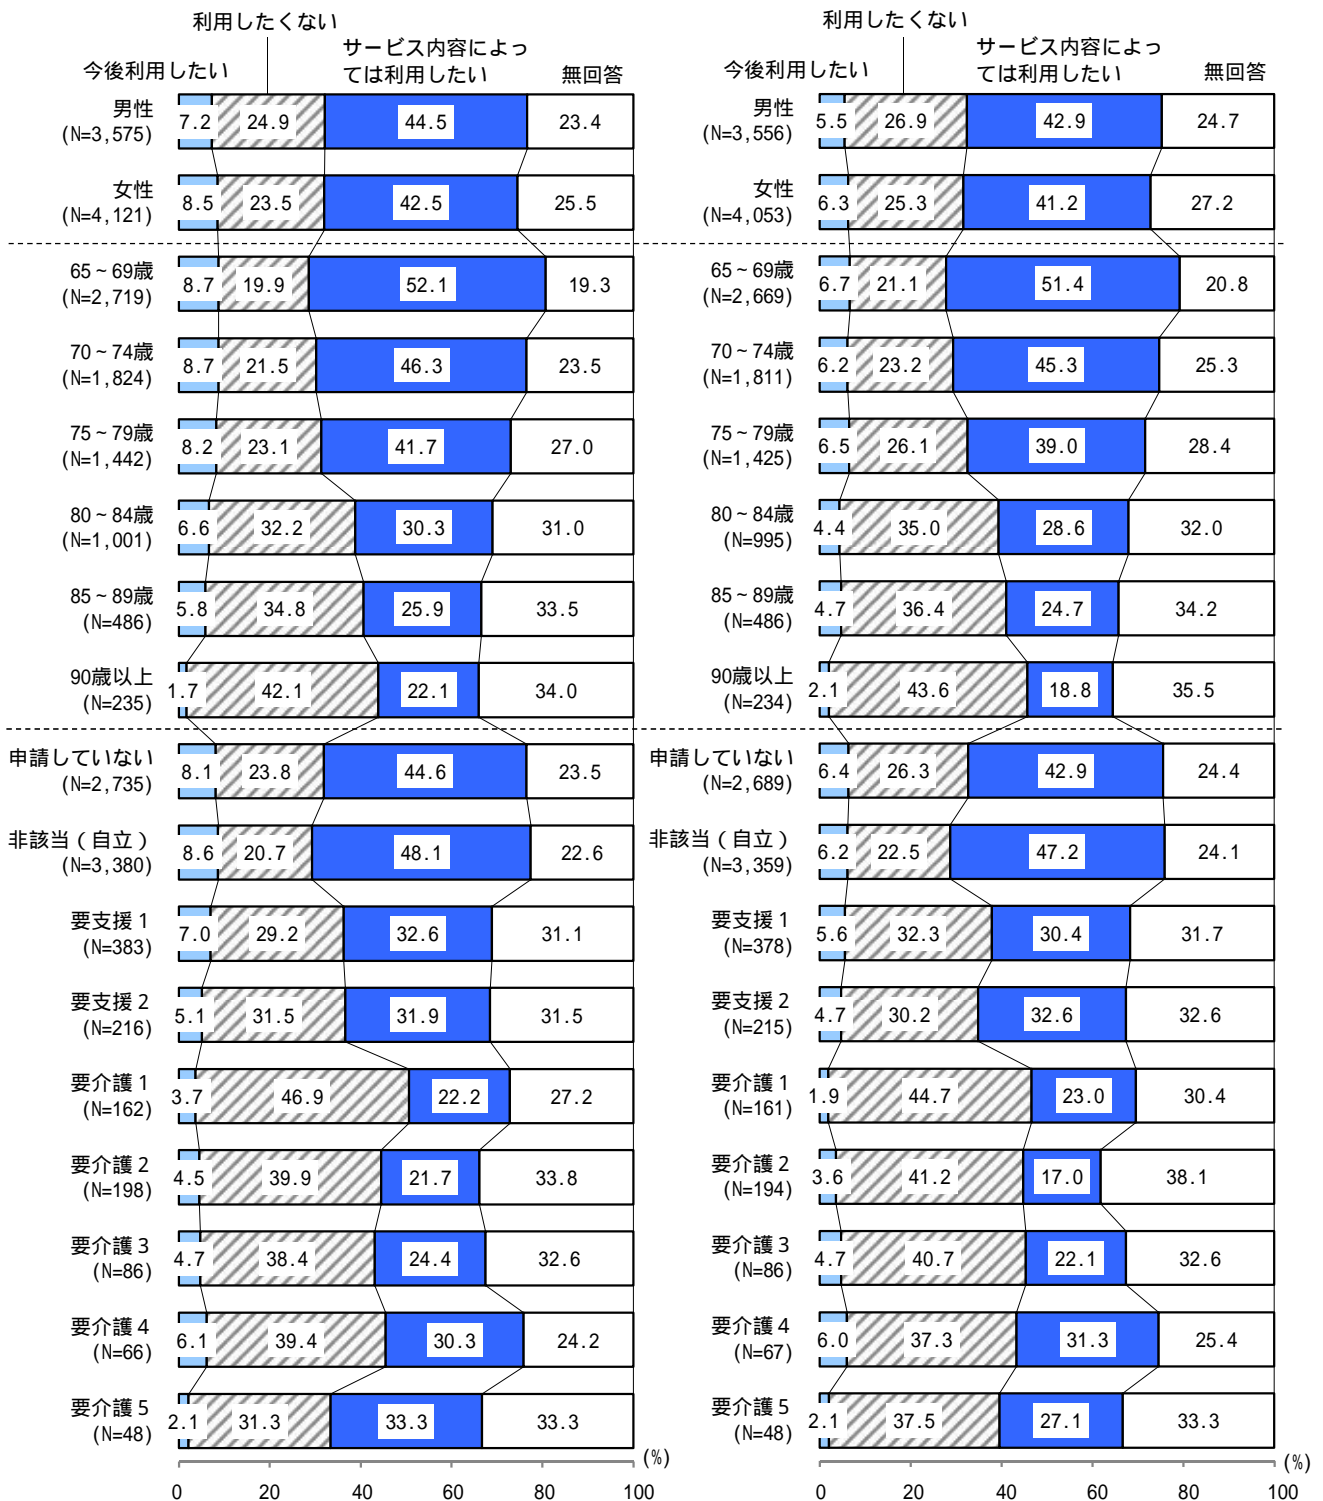 利用したくない
サービス内容によっ
ては利用したい
今後利用したい
無回答
男性
(N=3,575)
7.2 24.9 44.5 23.4
女性
(N=4,121)
8.5 23.5 42.5 25.5
65～69歳
(N=2,719)
8.7 19.9 52.1 19.3
70～74歳
(N=1,824)
8.7 21.5 46.3 23.5
75～79歳
(N=1,442)
8.2 23.1 41.7 27.0
80～84歳
(N=1,001)
6.6 32.2 30.3 31.0
85～89歳
(N=486)
5.8 34.8 25.9 33.5
90歳以上
(N=235)
1.7 42.1 22.1 34.0
申請していない
(N=2,735)
8.1 23.8 44.6 23.5
非該当（自立）
(N=3,380)
8.6 20.7 48.1 22.6
要支援１
(N=383)
7.0 29.2 32.6 31.1
要支援２
(N=216)
5.1 31.5 31.9 31.5
要介護１
(N=162)
3.7 46.9 22.2 27.2
要介護２
(N=198)
4.5 39.9 21.7 33.8
要介護３
(N=86)
4.7 38.4 24.4 32.6
要介護４
(N=66)
6.1 39.4 30.3 24.2
要介護５
(N=48)
2.1 31.3 33.3 33.3
(%)
0 20 40 60 80 100
利用したくない
サービス内容によっ
ては利用したい
今後利用したい
無回答
男性
(N=3,556)
5.5 26.9 42.9 24.7
女性
(N=4,053)
6.3 25.3 41.2 27.2
65～69歳
(N=2,669)
6.7 21.1 51.4 20.8
70～74歳
(N=1,811)
6.2 23.2 45.3 25.3
75～79歳
(N=1,425)
6.5 26.1 39.0 28.4
80～84歳
(N=995)
4.4 35.0 28.6 32.0
85～89歳
(N=486)
4.7 36.4 24.7 34.2
90歳以上
(N=234)
2.1 43.6 18.8 35.5
申請していない
(N=2,689)
6.4 26.3 42.9 24.4
非該当（自立）
(N=3,359)
6.2 22.5 47.2 24.1
要支援１
(N=378)
5.6 32.3 30.4 31.7
要支援２
(N=215)
4.7 30.2 32.6 32.6
要介護１
(N=161)
1.9 44.7 23.0 30.4
要介護２
(N=194)
3.6 41.2 17.0 38.1
要介護３
(N=86)
4.7 40.7 22.1 32.6
要介護４
(N=67)
6.0 37.3 31.3 25.4
要介護５
(N=48)
2.1 37.5 27.1 33.3
(%)
0 20 40 60 80 100